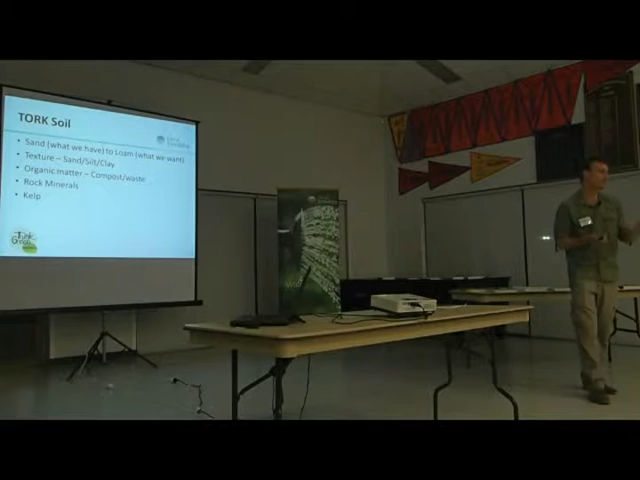 TORK Soil
• Sand (what we have) to Loam (what we want)
• Texture – Sand/Silt/Clay
• Organic matter – Compost/waste
• Rock Minerals
• Kelp